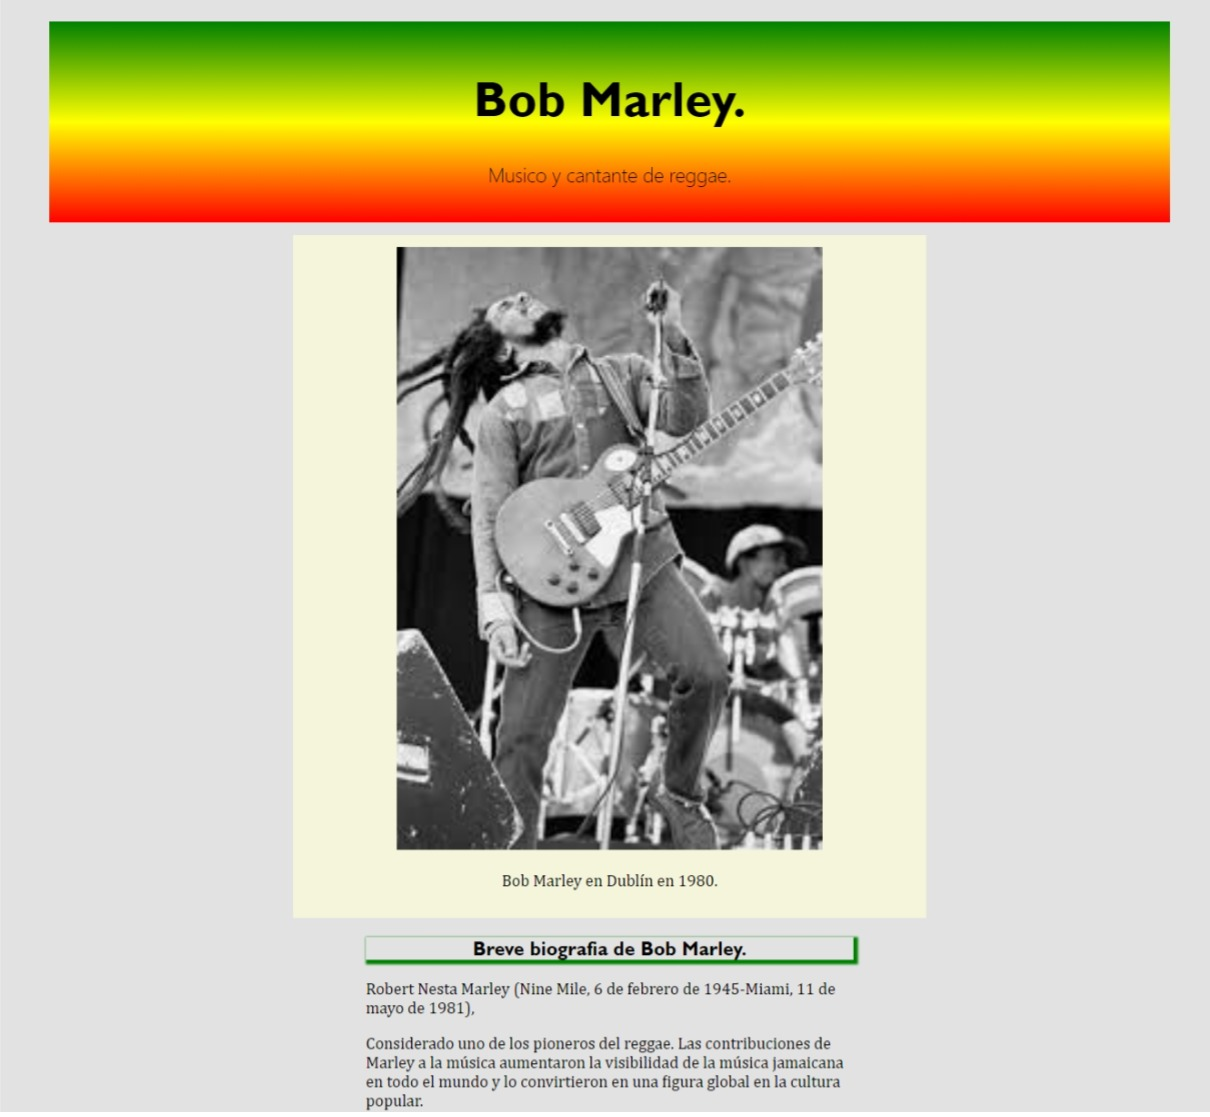 Bob Marley.
Musico y cantante de reggae.
Bob Marley en Dublín en 1980.
Breve biografia de Bob Marley.
Robert Nesta Marley (Nine Mile, 6 de febrero de 1945-Miami, 11 de
mayo de 1981),
Considerado uno de los pioneros del reggae. Las contribuciones de
Marley a la música aumentaron la visibilidad de la música jamaicana
en todo el mundo y lo convirtieron en una figura global en la cultura
popular.